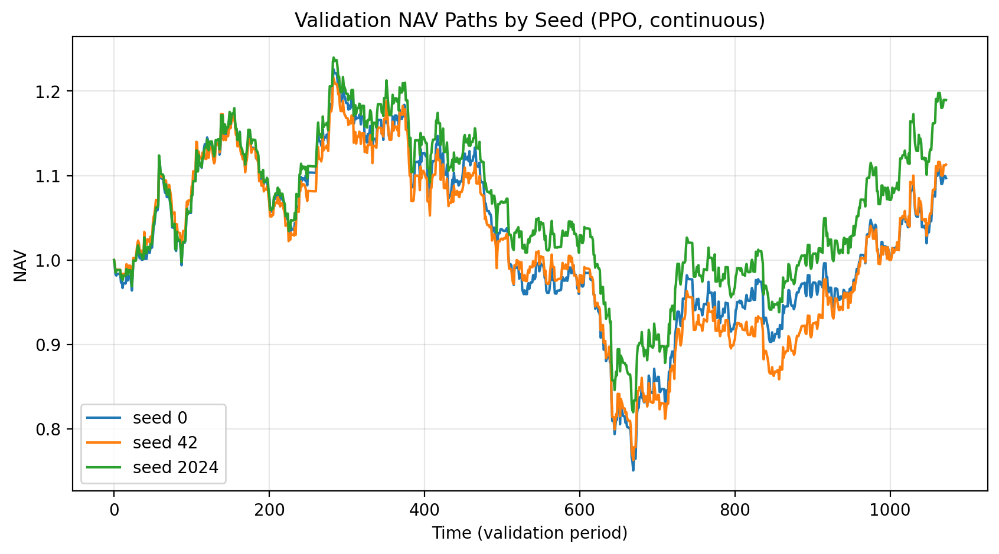 Validation NAV Paths by Seed (PPO, continuous)
NAV
1.2
1.1
1.0
0.9
0.8
seed 0
seed 42
seed 2024
0 200 400 600 800 1000
Time (validation period)